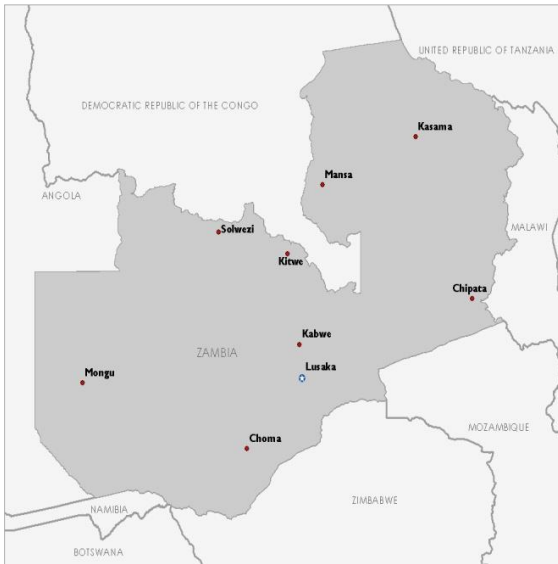 UNITED REPUBLIC OF TANZANIA
DEMOCRATIC REPUBLIC OF THE CONGO
Kasama
Mansa
ANGOLA
MALAWI
Solwezi
Kitwe
Chipata
Kabwe
ZAMBIA
Lusaka
Mongu
MOZAMBIQUE
Choma
ZIMBABWE
NAMIBIA
BOTSWANA